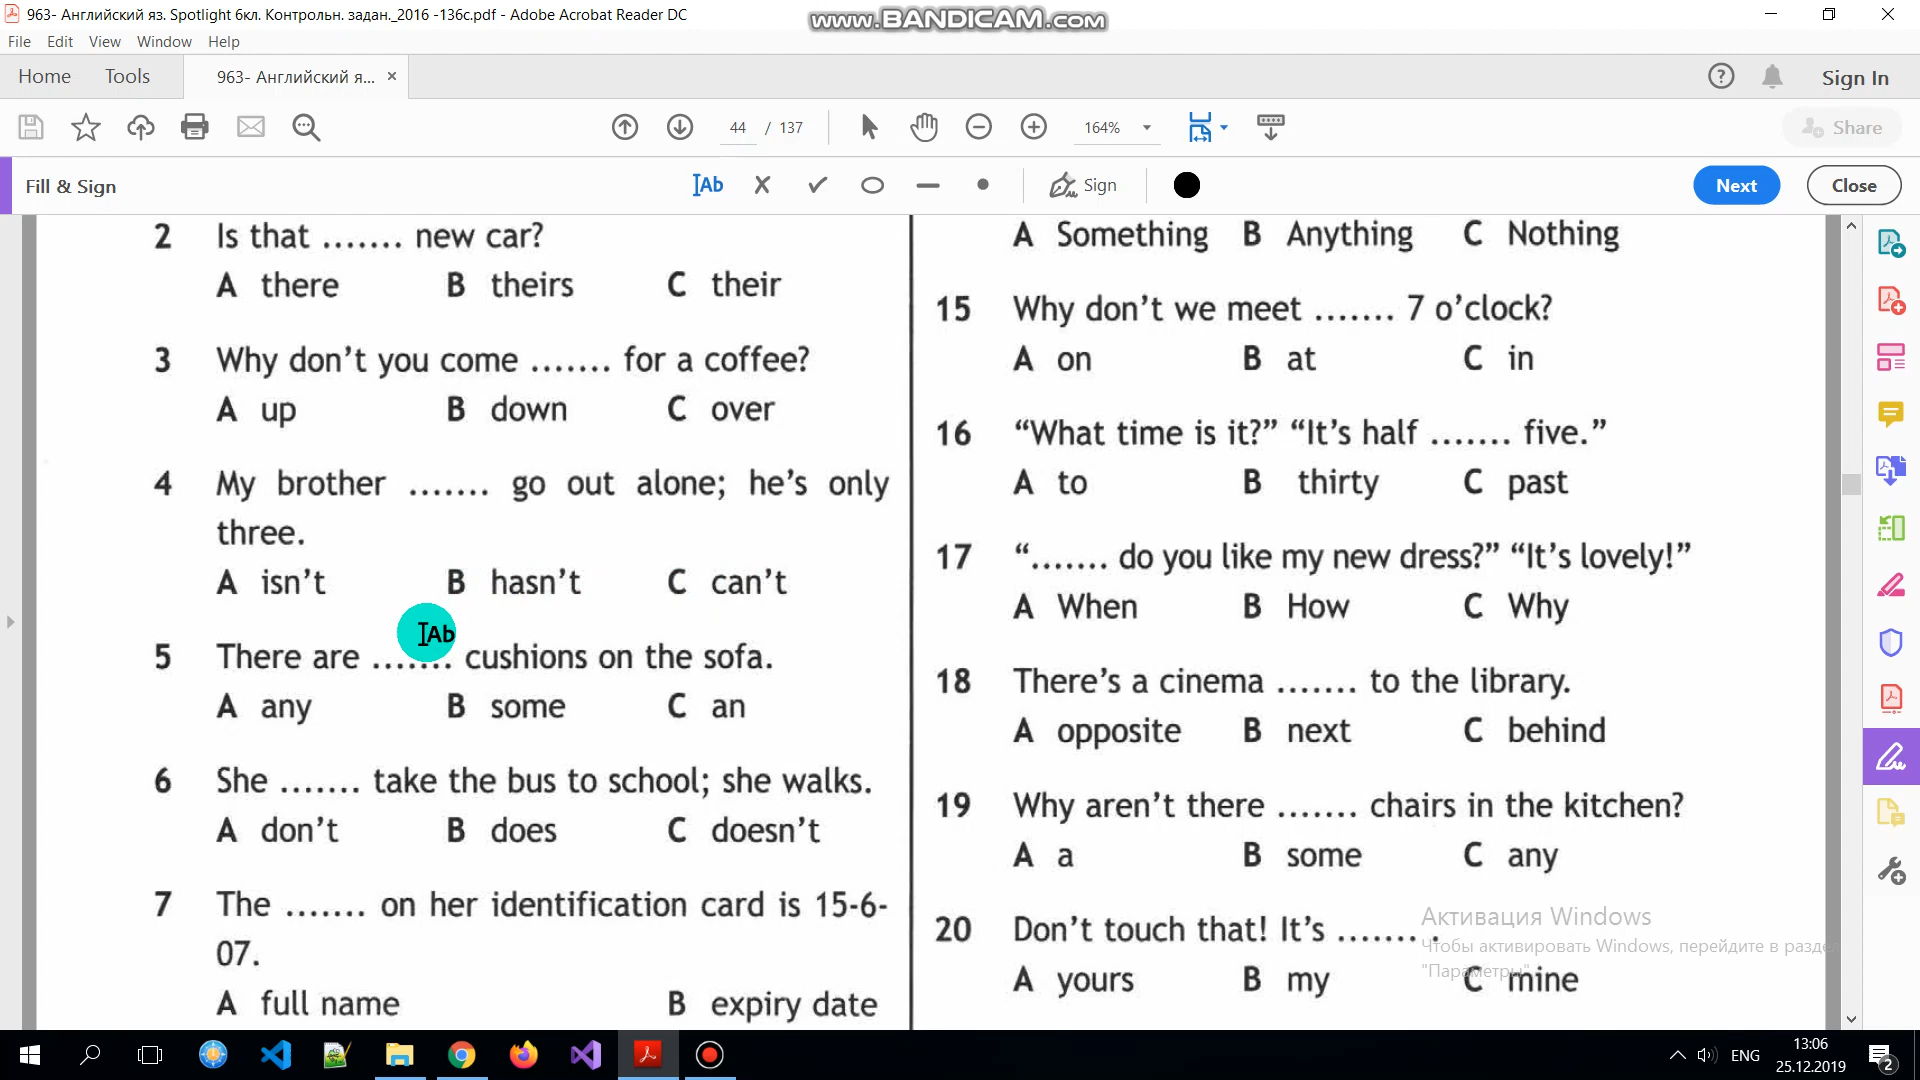 963- Английский яз. Spotlight 6кл. Контрольн. задан._2016 -136с.pdf - Adobe Acrobat Reader DC
www.BANDICAM.com
File Edit View Window Help
Home Tools 963- Английский я... × Sign In
44 / 137 164% Share
Fill & Sign Ab Sign Next Close
2 Is that ....... new car?
A there B theirs C their
3 Why don't you come ....... for a coffee?
A up B down C over
4 My brother ....... go out alone; he's only
three.
A isn't B hasn't C can't
Ab
5 There are ....... cushions on the sofa.
A any B some C an
6 She ....... take the bus to school; she walks.
A don't B does C doesn't
7 The ....... on her identification card is 15-6-
07.
A full name B expiry date
A Something B Anything C Nothing
15 Why don't we meet ....... 7 o'clock?
A on B at C in
16 “What time is it?” “It's half ....... five.”
A to B thirty C past
17 “....... do you like my new dress?” “It's lovely!”
A When B How C Why
18 There's a cinema ....... to the library.
A opposite B next C behind
19 Why aren't there ....... chairs in the kitchen?
A a B some C any
20 Don't touch that! It's ....... .
A yours B my C mine
Активация Windows
Чтобы активировать Windows, перейдите в раздел
"Параметры".
ENG
13:06
25.12.2019
2